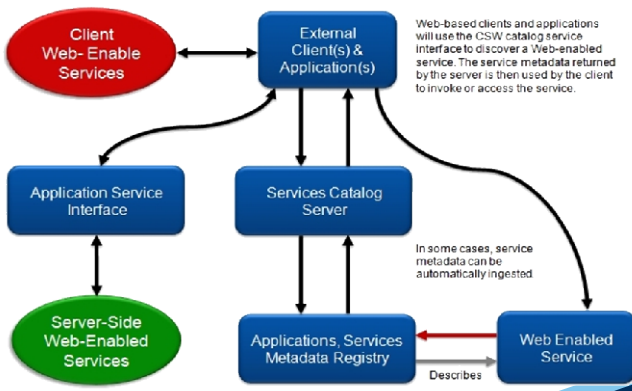 Client
Web- Enable
Services
External
Client(s) &
Application(s)
Web-based clients and applications
will use the CSW catalog service
interface to discover a Web-enabled
service. The service metadata returned
by the server is then used by the client
to invoke or access the service.
Application Service
Interface
Services Catalog
Server
In some cases, service
metadata can be
automatically ingested
Server-Side
Web-Enabled
Services
Applications, Services
Metadata Registry
Web Enabled
Service
Describes